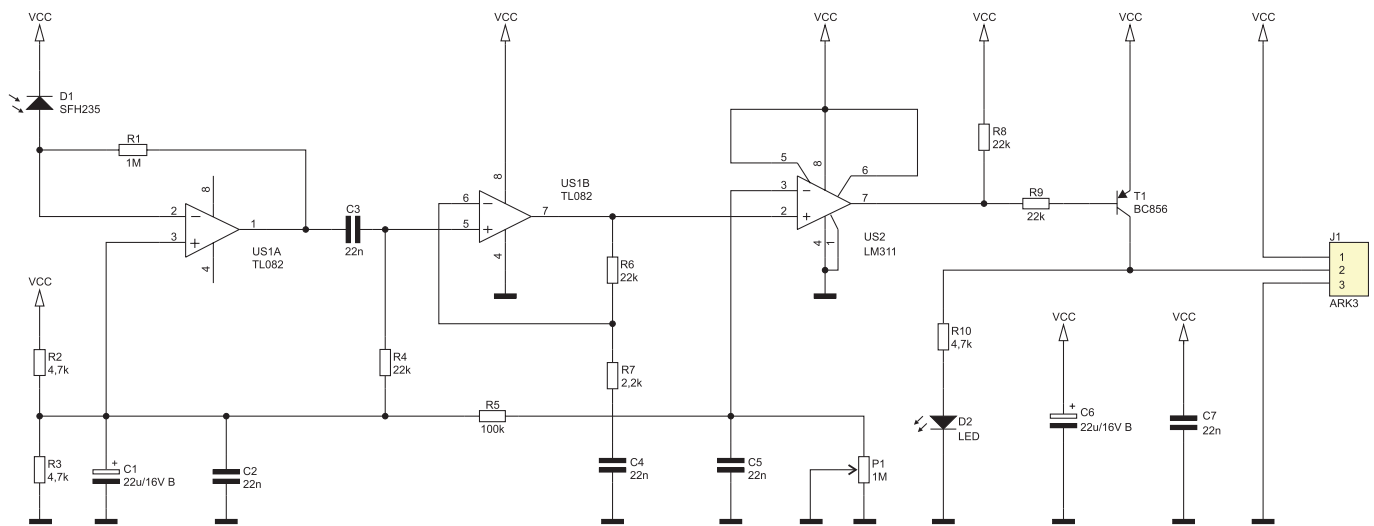 VCC
VCC
VCC
VCC
VCC
VCC
D1
SFH235
R1
1M
R8
22k
5
8
6
8
8
US1B
TL082
3
7
2
T1
BC856
R9
22k
6
7
5
2
1
3
C3
22n
US1A
TL082
4
4
4
1
US2
LM311
J1
1
2
3
ARK3
VCC
R6
22k
VCC
VCC
R10
4,7k
R2
4,7k
R4
22k
R7
2,2k
R5
100k
D2
LED
+
C6
22u/16V B
C7
22n
R3
4,7k
+
C1
22u/16V B
C2
22n
C4
22n
C5
22n
P1
1M